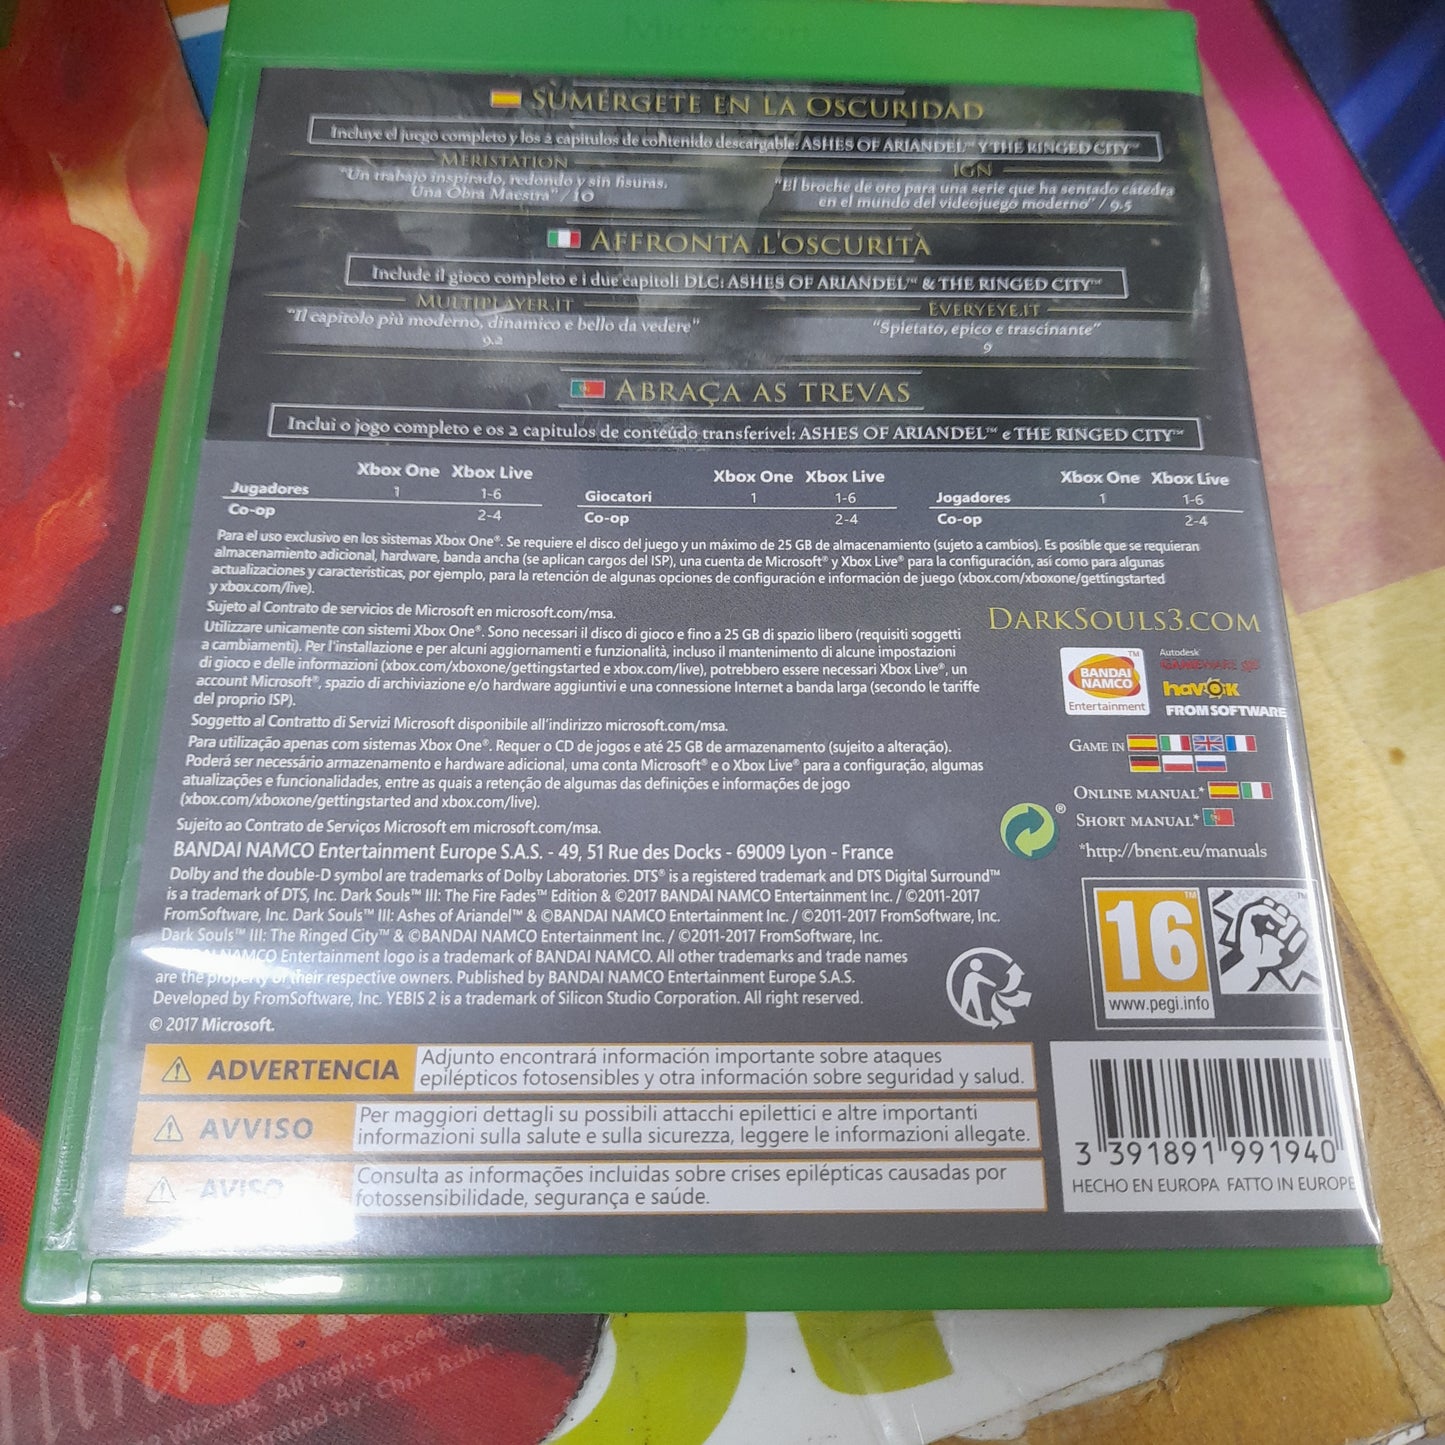 Microsoft
SUMÉRGETE EN LA OSCURIDAD
Incluye el juego completo y los 2 capítulos de contenido descargable: ASHES OF ARIANDEL™ Y THE RINGED CITY™
MERISTATION
IGN
"Un trabajo inspirado, redondo y sin fisuras.
Una Obra Maestra" / 10
"El broche de oro para una serie que ha sentado cátedra
en el mundo del videojuego moderno" / 9.5
AFFRONTA L'OSCURITÀ
Include il gioco completo e i due capitoli DLC: ASHES OF ARIANDEL™ & THE RINGED CITY™
MULTIPLAYER.IT
EVERYEYE.IT
"Il capitolo più moderno, dinamico e bello da vedere"
9.2
"Spietato, epico e trascinante"
9
ABRAÇA AS TREVAS
Inclui o jogo completo e os 2 capítulos de conteúdo transferível: ASHES OF ARIANDEL™ e THE RINGED CITY™
Xbox One Xbox Live
Jugadores 1 1-6
Co-op 2-4
Xbox One Xbox Live
Giocatori 1 1-6
Co-op 2-4
Xbox One Xbox Live
Jogadores 1 1-6
Co-op 2-4
Para el uso exclusivo en los sistemas Xbox One®. Se requiere el disco del juego y un máximo de 25 GB de almacenamiento (sujeto a cambios). Es posible que se requieran
almacenamiento adicional, hardware, banda ancha (se aplican cargos del ISP), una cuenta de Microsoft® y Xbox Live® para la configuración, así como para algunas
actualizaciones y características, por ejemplo, para la retención de algunas opciones de configuración e información de juego (xbox.com/xboxone/gettingstarted
y xbox.com/live).
Sujeto al Contrato de servicios de Microsoft en microsoft.com/msa.
Utilizzare unicamente con sistemi Xbox One®. Sono necessari il disco di gioco e fino a 25 GB di spazio libero (requisiti soggetti
a cambiamenti). Per l'installazione e per alcuni aggiornamenti e funzionalità, incluso il mantenimento di alcune impostazioni
di gioco e delle informazioni (xbox.com/xboxone/gettingstarted e xbox.com/live), potrebbero essere necessari Xbox Live®, un
account Microsoft®, spazio di archiviazione e/o hardware aggiuntivi e una connessione Internet a banda larga (secondo le tariffe
del proprio ISP).
Soggetto al Contratto di Servizi Microsoft disponibile all'indirizzo microsoft.com/msa.
Para utilização apenas com sistemas Xbox One®. Requer o CD de jogos e até 25 GB de armazenamento (sujeito a alteração).
Poderá ser necessário armazenamento e hardware adicional, uma conta Microsoft® e o Xbox Live® para a configuração, algumas
atualizações e funcionalidades, entre as quais a retenção de algumas das definições e informações de jogo
(xbox.com/xboxone/gettingstarted and xbox.com/live).
Sujeito ao Contrato de Serviços Microsoft em microsoft.com/msa.
BANDAI NAMCO Entertainment Europe S.A.S. - 49, 51 Rue des Docks - 69009 Lyon - France
Dolby and the double-D symbol are trademarks of Dolby Laboratories. DTS® is a registered trademark and DTS Digital Surround™
is a trademark of DTS, Inc. Dark Souls™ III: The Fire Fades™ Edition & ©2017 BANDAI NAMCO Entertainment Inc. / ©2011-2017
FromSoftware, Inc. Dark Souls™ III: Ashes of Ariandel™ & ©BANDAI NAMCO Entertainment Inc. / ©2011-2017 FromSoftware, Inc.
Dark Souls™ III: The Ringed City™ & ©BANDAI NAMCO Entertainment Inc. / ©2011-2017 FromSoftware, Inc.
BANDAI NAMCO Entertainment logo is a trademark of BANDAI NAMCO. All other trademarks and trade names
are the property of their respective owners. Published by BANDAI NAMCO Entertainment Europe S.A.S.
Developed by FromSoftware, Inc. YEBIS 2 is a trademark of Silicon Studio Corporation. All right reserved.
© 2017 Microsoft.
DARKSOULS3.COM
BANDAI
NAMCO
Entertainment
™
Autodesk
GAMEWARE
havok
FROMSOFTWARE
GAME IN
ONLINE MANUAL*
SHORT MANUAL*
*http://bnent.eu/manuals
®
16
www.pegi.info
ADVERTENCIA
Adjunto encontrará información importante sobre ataques
epilépticos fotosensibles y otra información sobre seguridad y salud.
AVVISO
Per maggiori dettagli su possibili attacchi epilettici e altre importanti
informazioni sulla salute e sulla sicurezza, leggere le informazioni allegate.
AVISO
Consulta as informações incluidas sobre crises epilépticas causadas por
fotossensibilidade, segurança e saúde.
3 391891 991940
HECHO EN EUROPA FATTO IN EUROPE
ltra·PR
All rights reserved
Wizards.
trated by: Chris Rahn